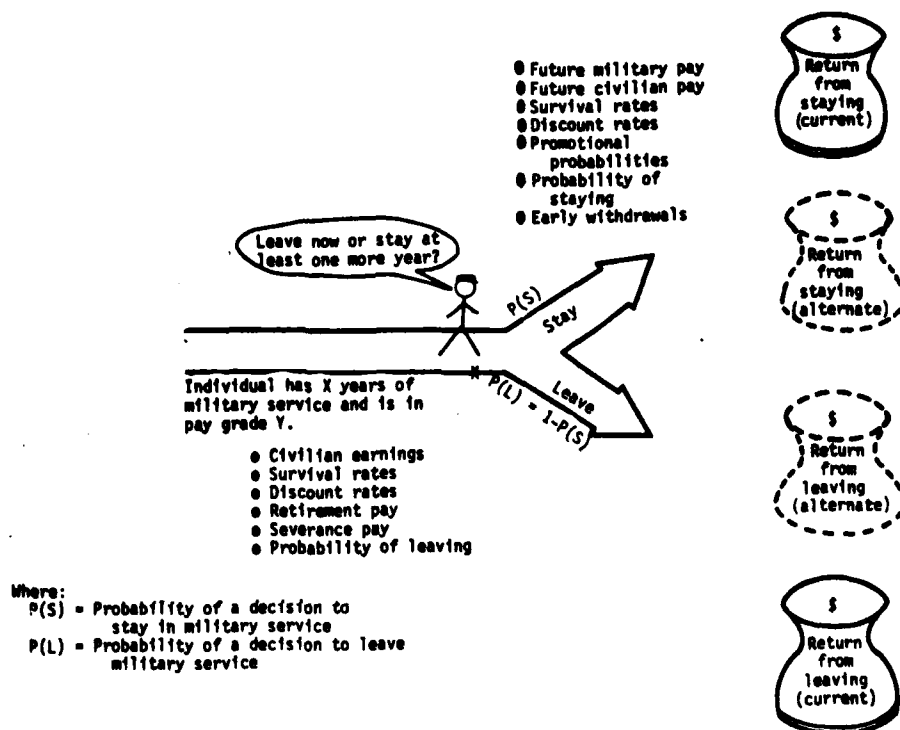 ● Future military pay
● Future civilian pay
● Survival rates
● Discount rates
● Promotional
probabilities
● Probability of
staying
● Early withdrawals
$
Return
from
staying
(current)
Leave now or stay at
least one more year?
P(S)
Stay
$
Return
from
staying
(alternate)
Individual has X years of
military service and is in
pay grade Y.
x
P(L) = 1-P(S)
Leave
● Civilian earnings
● Survival rates
● Discount rates
● Retirement pay
● Severance pay
● Probability of leaving
$
Return
from
leaving
(alternate)
Where:
P(S) = Probability of a decision to
stay in military service
P(L) = Probability of a decision to leave
military service
$
Return
from
leaving
(current)